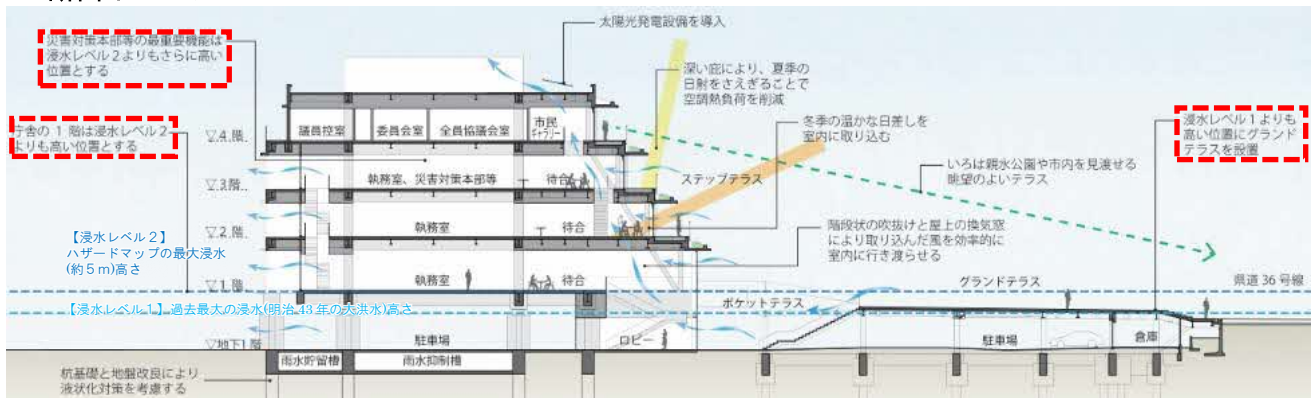 太陽光発電設備を導入
災害対策本部等の最重要機能は
浸水レベル２よりもさらに高い
位置とする
深い庇により、夏季の
日射をさえぎることで
空調熱負荷を削減
浸水レベル１よりも
高い位置にグランド
テラスを設置
庁舎の１階は浸水レベル２
よりも高い位置とする
▽4.階.
議員控室
委員会室
全員協議会室
市民
ギャラリー
冬季の温かな日差しを
室内に取り込む
いろは親水公園や市内を見渡せる
眺望のよいテラス
▽3.階..
執務室、災害対策本部等
待合
ステップテラス
▽2.階.
執務室
待合
階段状の吹抜けと屋上の換気窓
により取り込んだ風を効率的に
室内に行き渡らせる
【浸水レベル２】
ハザードマップの最大浸水
(約５m)高さ
▽1.階
執務室
待合
グランドテラス
県道 36 号線
【浸水レベル１】過去最大の浸水(明治 43 年の大洪水)高さ
ポケットテラス
▽地下1階
駐車場
ロビー
駐車場
倉庫
雨水貯留槽
雨水抑制槽
杭基礎と地盤改良により
液状化対策を考慮する